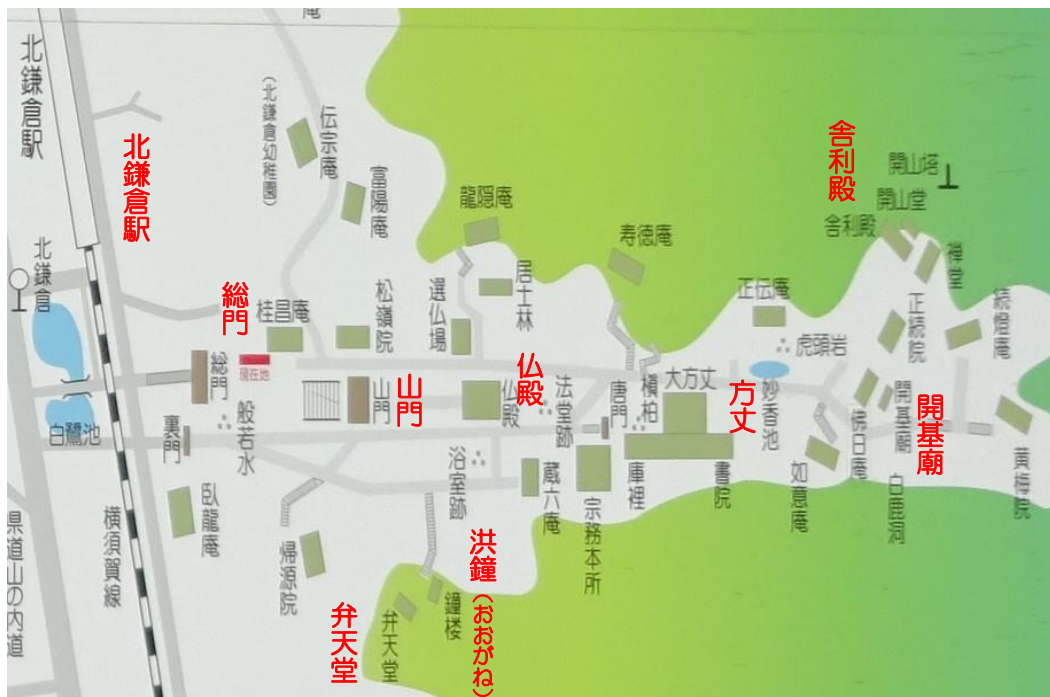 庵
北鎌倉駅
北鎌倉駅
(北鎌倉幼稚園)
伝宗庵
富陽庵
龍隠庵
寿徳庵
舎利殿
開山塔
開山堂
舎利殿
禅堂
北鎌倉
総門
桂昌庵
松嶺院
選仏場
居士林
正伝庵
虎頭岩
正続院
続燈庵
総門
現在地
山門
山門
仏殿
仏殿
法堂跡
唐門
槇柏
大方丈
方丈
妙香池
佛日庵
開基廟
開基廟
白鷺池
裏門
般若水
浴室跡
蔵六庵
宗務本所
庫裡
書院
如意庵
白鹿洞
黄梅院
県道山の内道
横須賀線
臥龍庵
帰源院
弁天堂
弁天堂
鐘楼
洪鐘(おおがね)